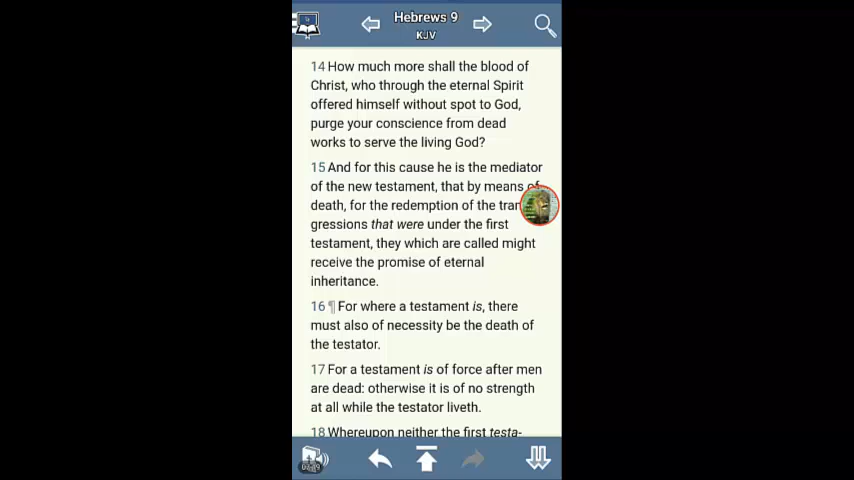 Hebrews 9
KJV
14 How much more shall the blood of
Christ, who through the eternal Spirit
offered himself without spot to God,
purge your conscience from dead
works to serve the living God?
15 And for this cause he is the mediator
of the new testament, that by means of
death, for the redemption of the tran
gressions that were under the first
testament, they which are called might
receive the promise of eternal
inheritance.
16 ¶ For where a testament is, there
must also of necessity be the death of
the testator.
17 For a testament is of force after men
are dead: otherwise it is of no strength
at all while the testator liveth.
18 Whereupon neither the first testa-